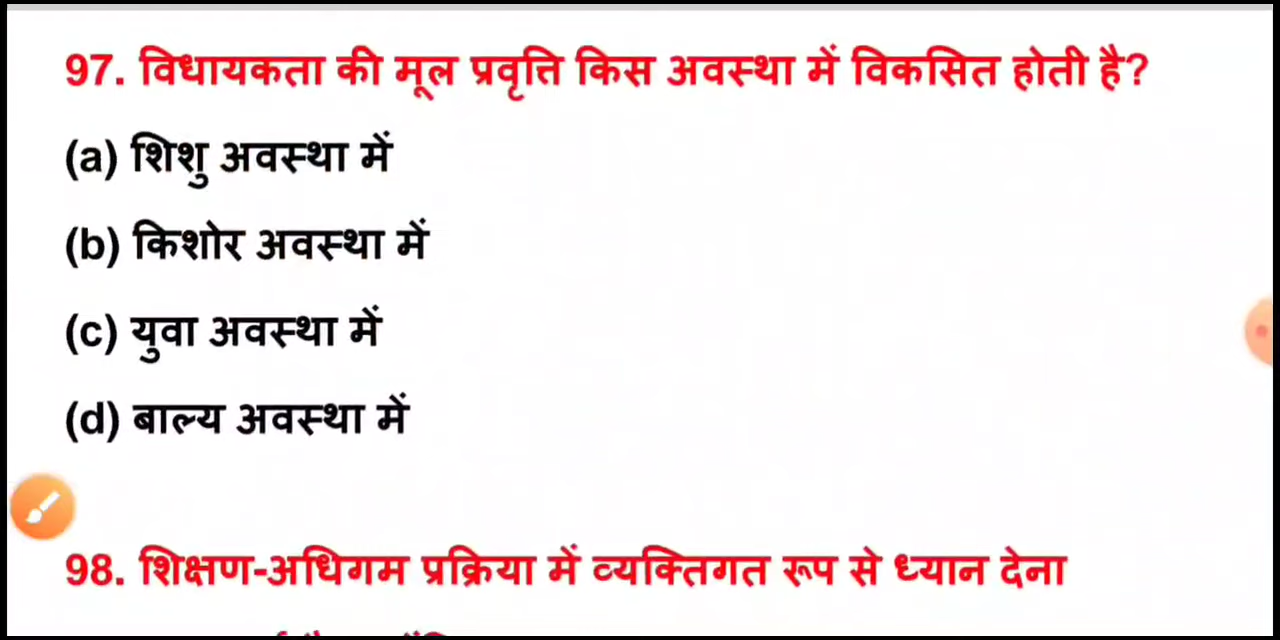 97. विधायकता की मूल प्रवृत्ति किस अवस्था में विकसित होती है?
(a) शिशु अवस्था में
(b) किशोर अवस्था में
(c) युवा अवस्था में
(d) बाल्य अवस्था में
98. शिक्षण-अधिगम प्रक्रिया में व्यक्तिगत रूप से ध्यान देना